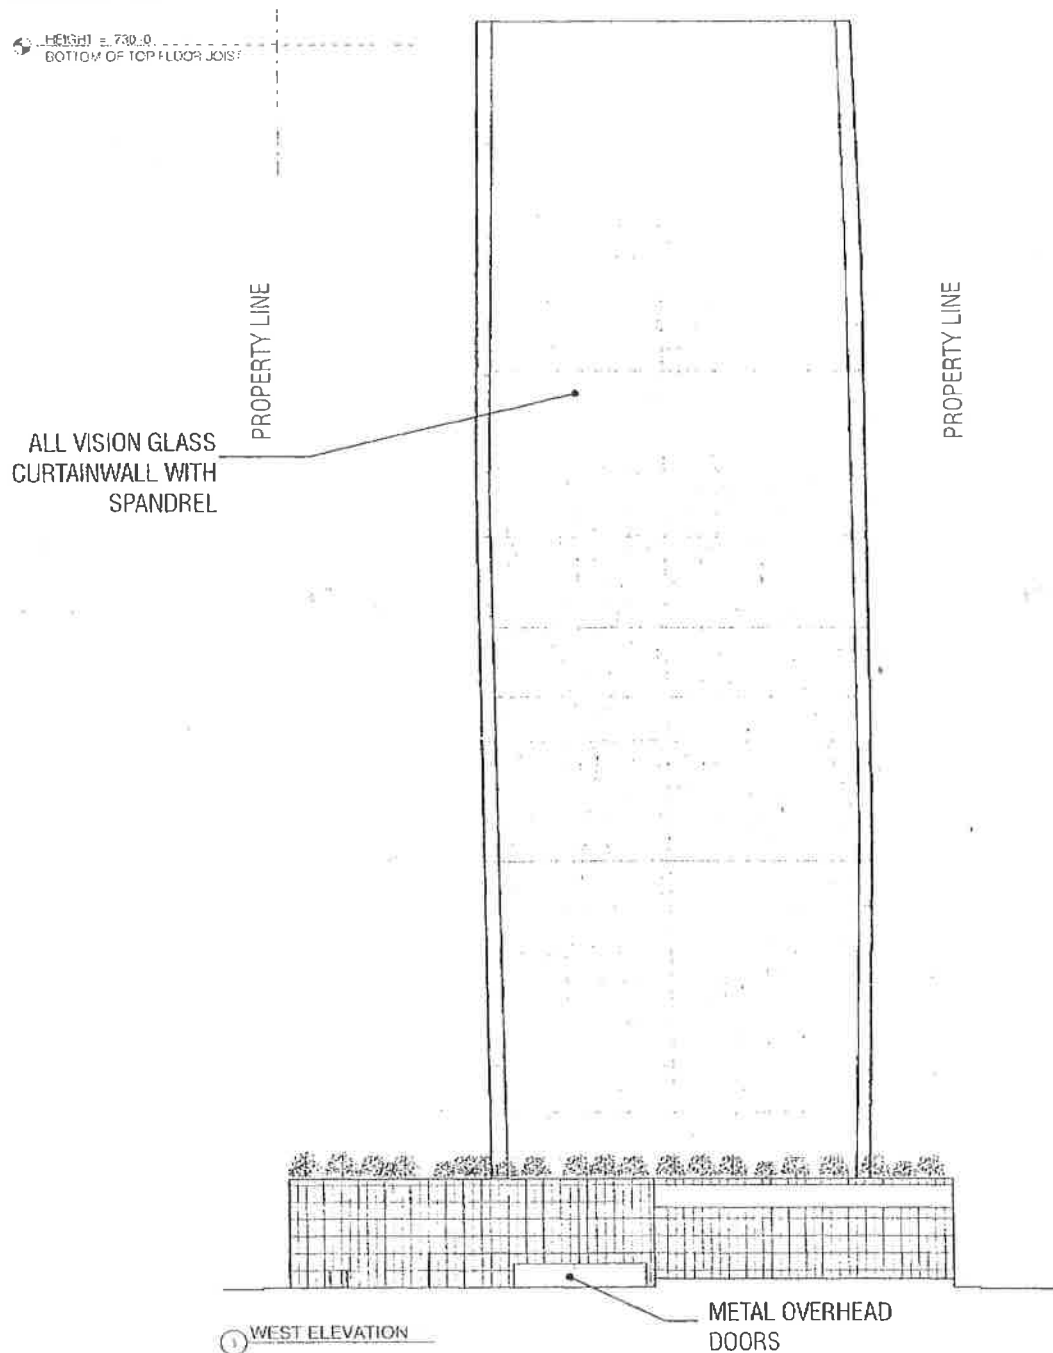 HEIGHT = 730-0
BOTTOM OF TOP FLOOR JOIST
PROPERTY LINE
PROPERTY LINE
ALL VISION GLASS
CURTAINWALL WITH
SPANDREL
METAL OVERHEAD
DOORS
1 WEST ELEVATION